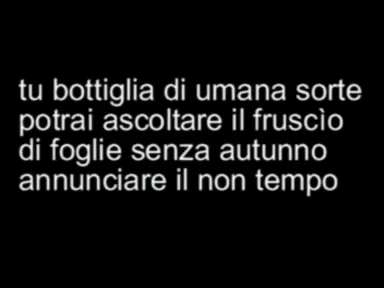 tu bottiglia di umana sorte
potrai ascoltare il fruscìo
di foglie senza autunno
annunciare il non tempo